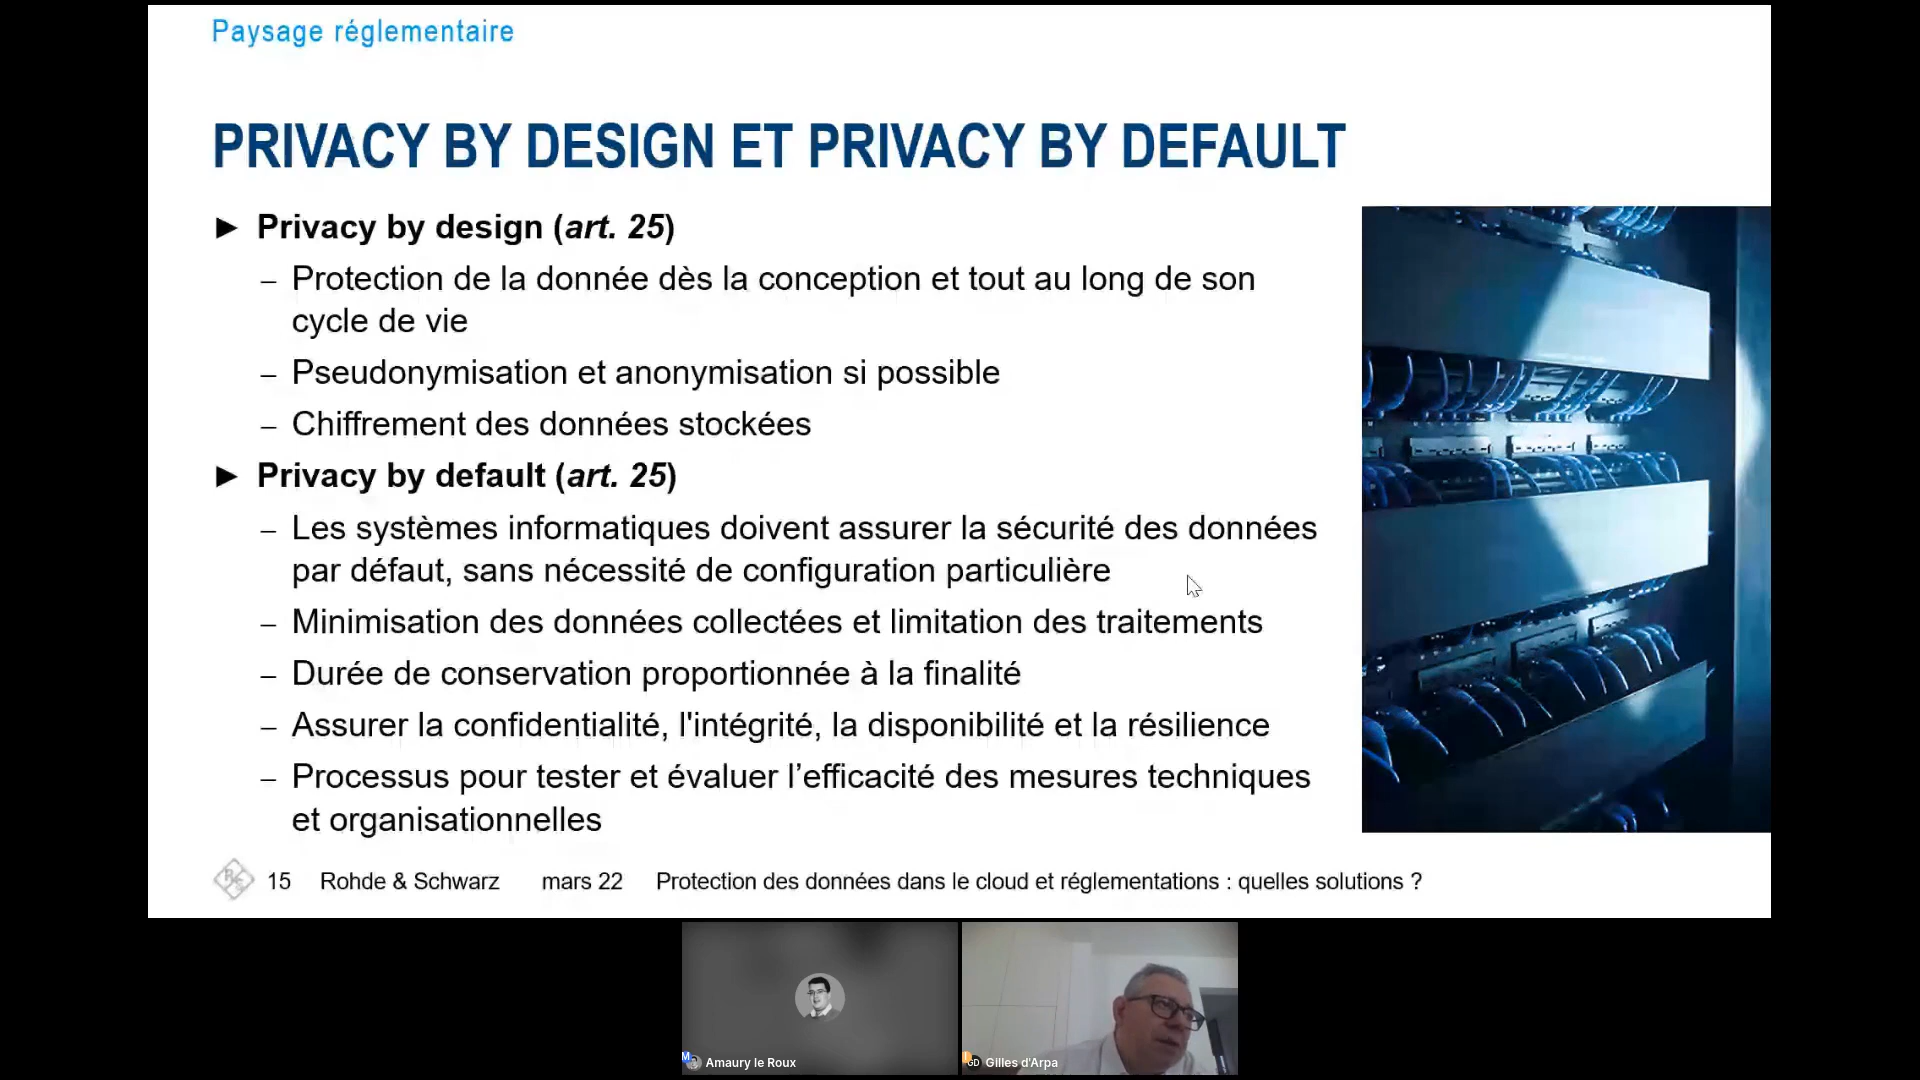 Paysage réglementaire
PRIVACY BY DESIGN ET PRIVACY BY DEFAULT
► Privacy by design (art. 25)
– Protection de la donnée dès la conception et tout au long de son
cycle de vie
– Pseudonymisation et anonymisation si possible
– Chiffrement des données stockées
► Privacy by default (art. 25)
– Les systèmes informatiques doivent assurer la sécurité des données
par défaut, sans nécessité de configuration particulière
– Minimisation des données collectées et limitation des traitements
– Durée de conservation proportionnée à la finalité
– Assurer la confidentialité, l'intégrité, la disponibilité et la résilience
– Processus pour tester et évaluer l’efficacité des mesures techniques
et organisationnelles
R&S 15 Rohde & Schwarz mars 22 Protection des données dans le cloud et réglementations : quelles solutions ?
M Amaury le Roux
GD Gilles d'Arpa